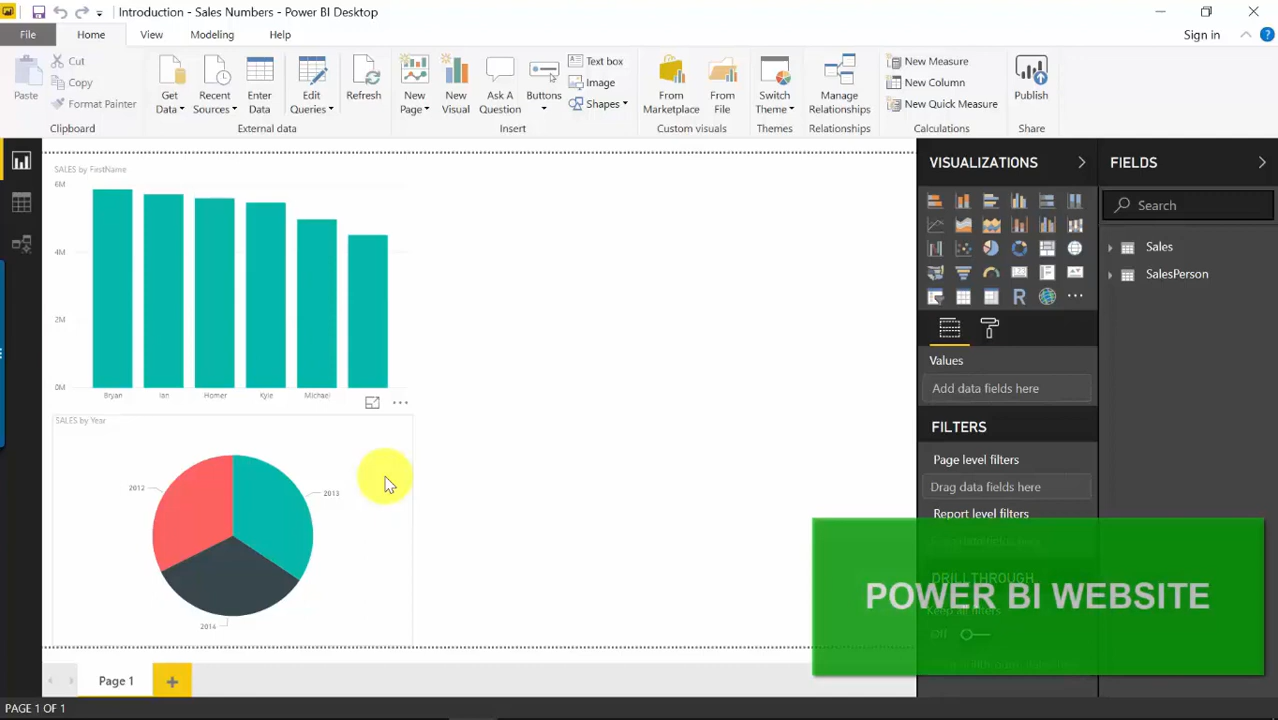 Introduction - Sales Numbers - Power BI Desktop
File Home View Modeling Help Sign in
Paste
Cut
Copy
Format Painter
Clipboard
Get Data
Recent Sources
Enter Data
Edit Queries
Refresh
External data
New Page
New Visual
Ask A Question
Buttons
Text box
Image
Shapes
Insert
From Marketplace
From File
Custom visuals
Switch Theme
Themes
Manage Relationships
Relationships
New Measure
New Column
New Quick Measure
Calculations
Publish
Share
SALES by FirstName
6M
4M
2M
0M
Bryan Ian Homer Kyle Michael
SALES by Year
2012
2013
2014
VISUALIZATIONS
R
Values
Add data fields here
FILTERS
Page level filters
Drag data fields here
Report level filters
DRILLTHROUGH
Keep all filters
Off
FIELDS
Search
Sales
SalesPerson
POWER BI WEBSITE
Page 1
PAGE 1 OF 1